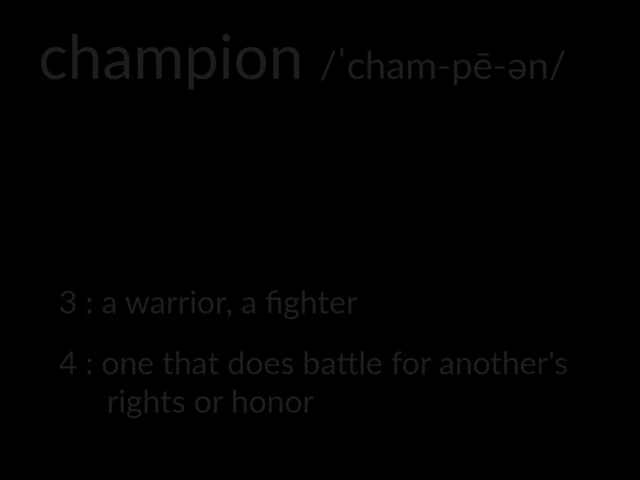 champion /ˈcham-pē-ən/
3 : a warrior, a fighter
4 : one that does battle for another's
rights or honor